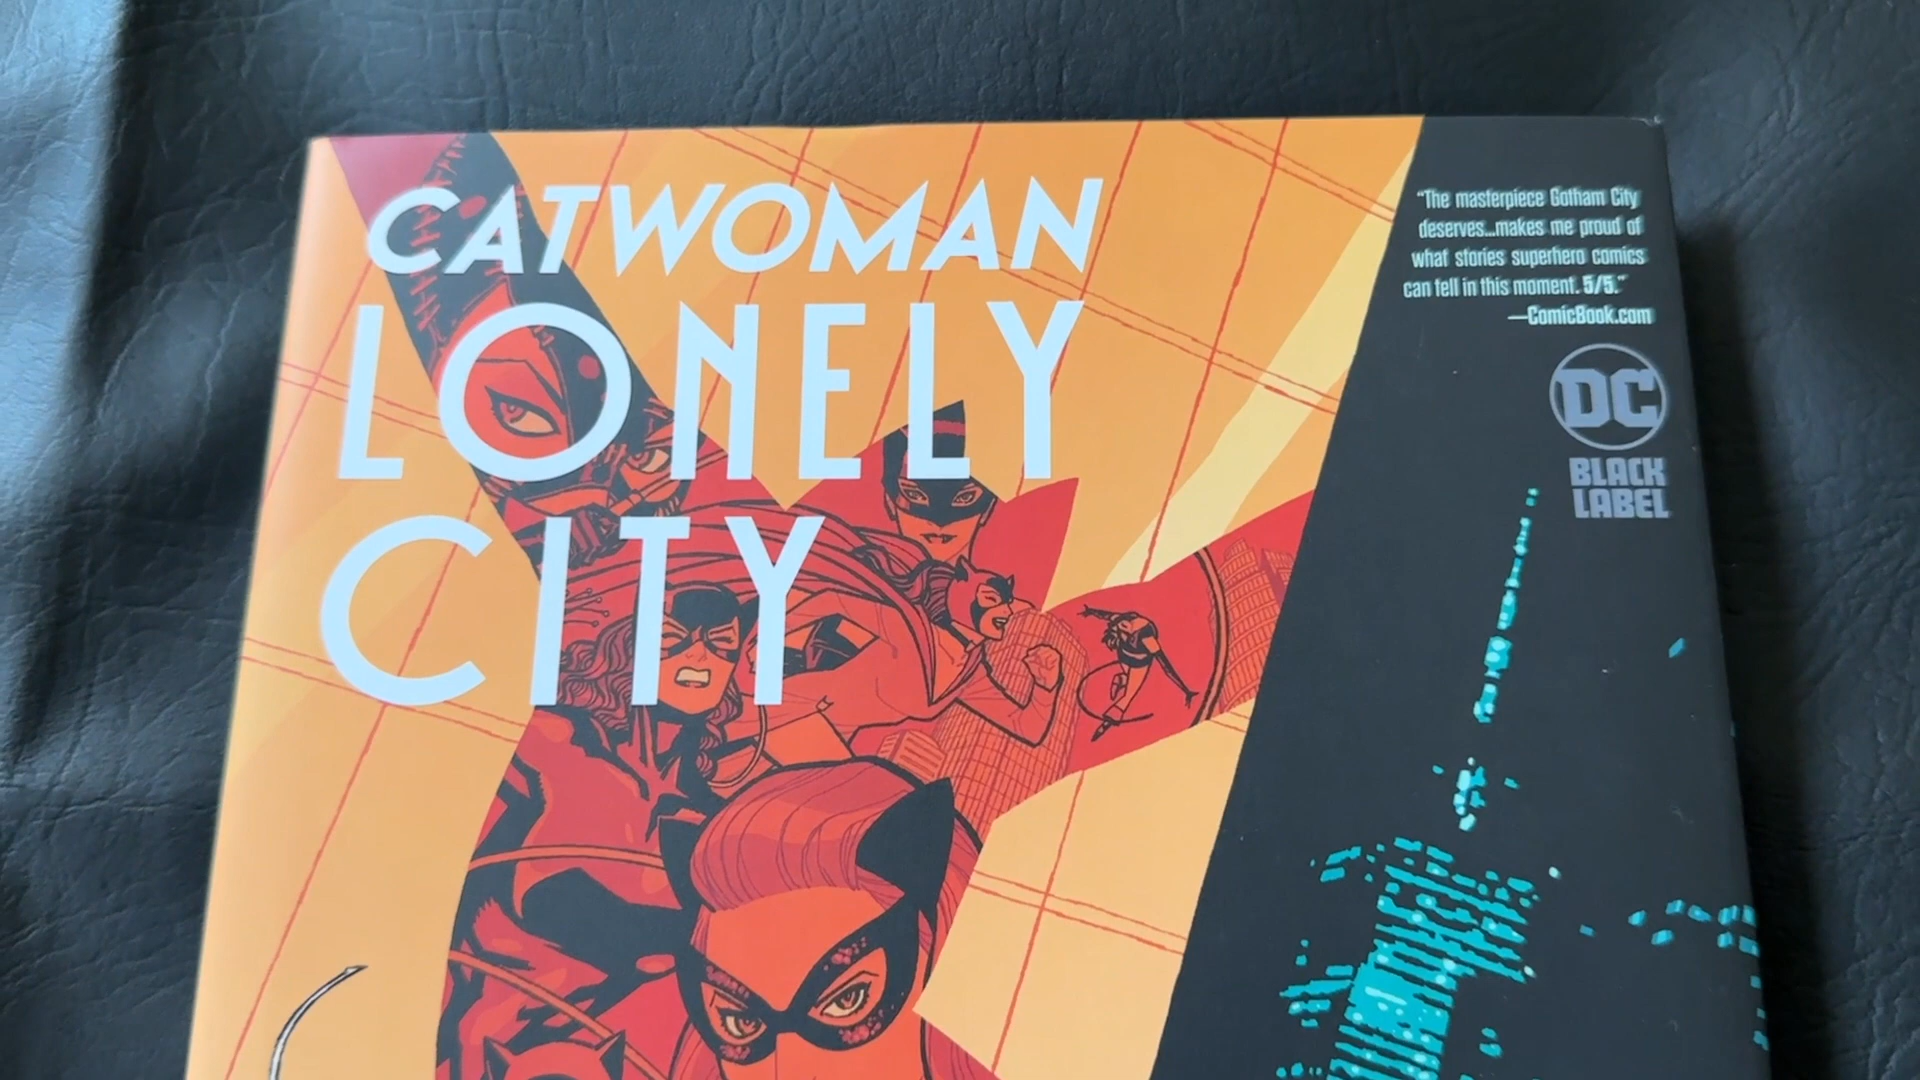 CATWOMAN
LONELY
CITY
“The masterpiece Gotham City
deserves...makes me proud of
what stories superhero comics
can tell in this moment. 5/5.”
—ComicBook.com
DC
BLACK
LABEL